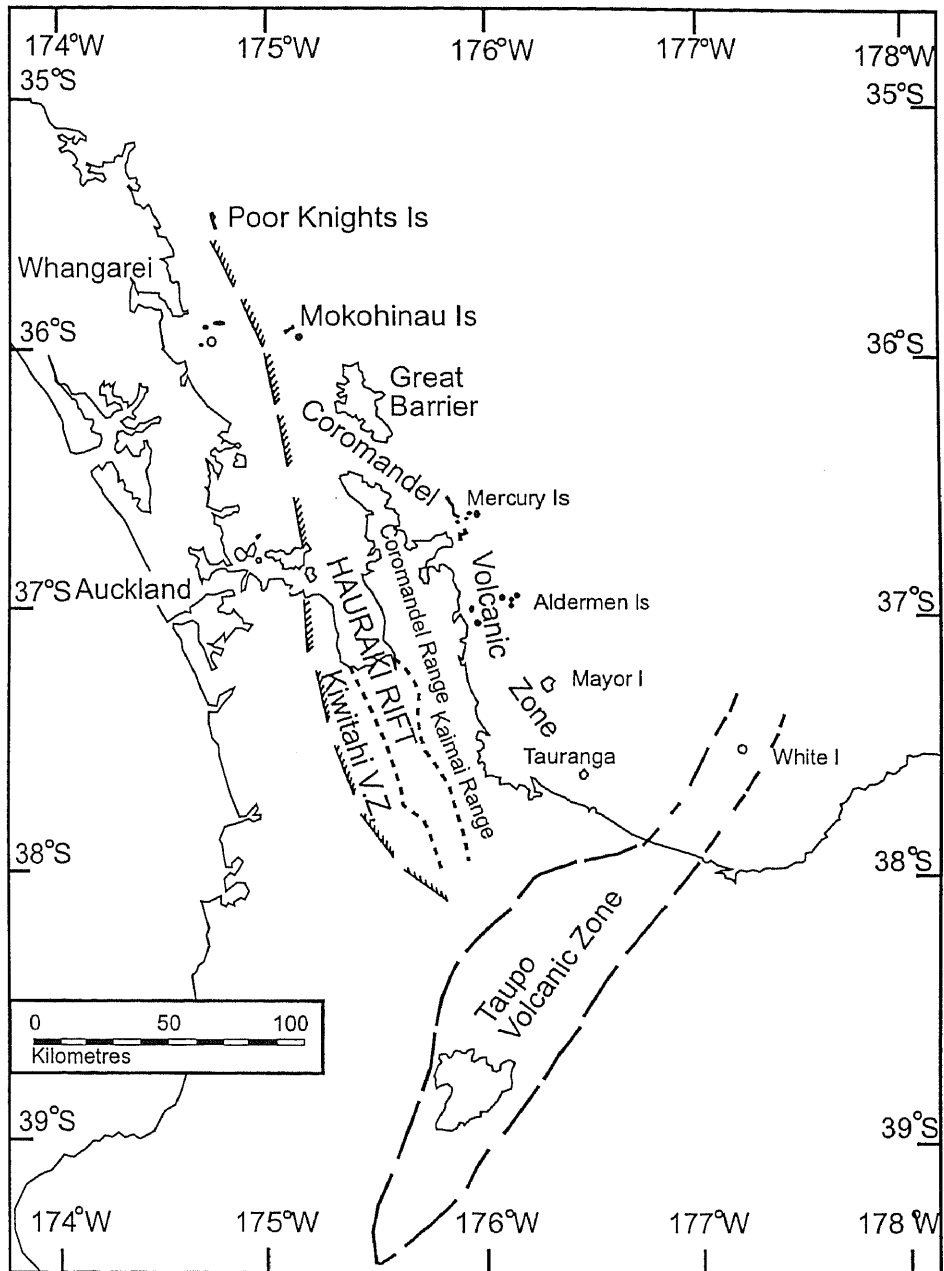 174°W 175°W 176°W 177°W 178°W
35°S 35°S
Poor Knights Is
Whangarei
Mokohinau Is
36°S 36°S
Great
Barrier
Coromandel
Mercury Is
Coromandel Range
Volcanic
HAURAKI RIFT
Auckland
37°S 37°S
Aldermen Is
Kiwitahi V.Z.
Mayor I
Zone
Kaimai Range
Tauranga
White I
38°S 38°S
Taupo
Volcanic Zone
0 50 100
Kilometres
39°S 39°S
174°W 175°W 176°W 177°W 178°W